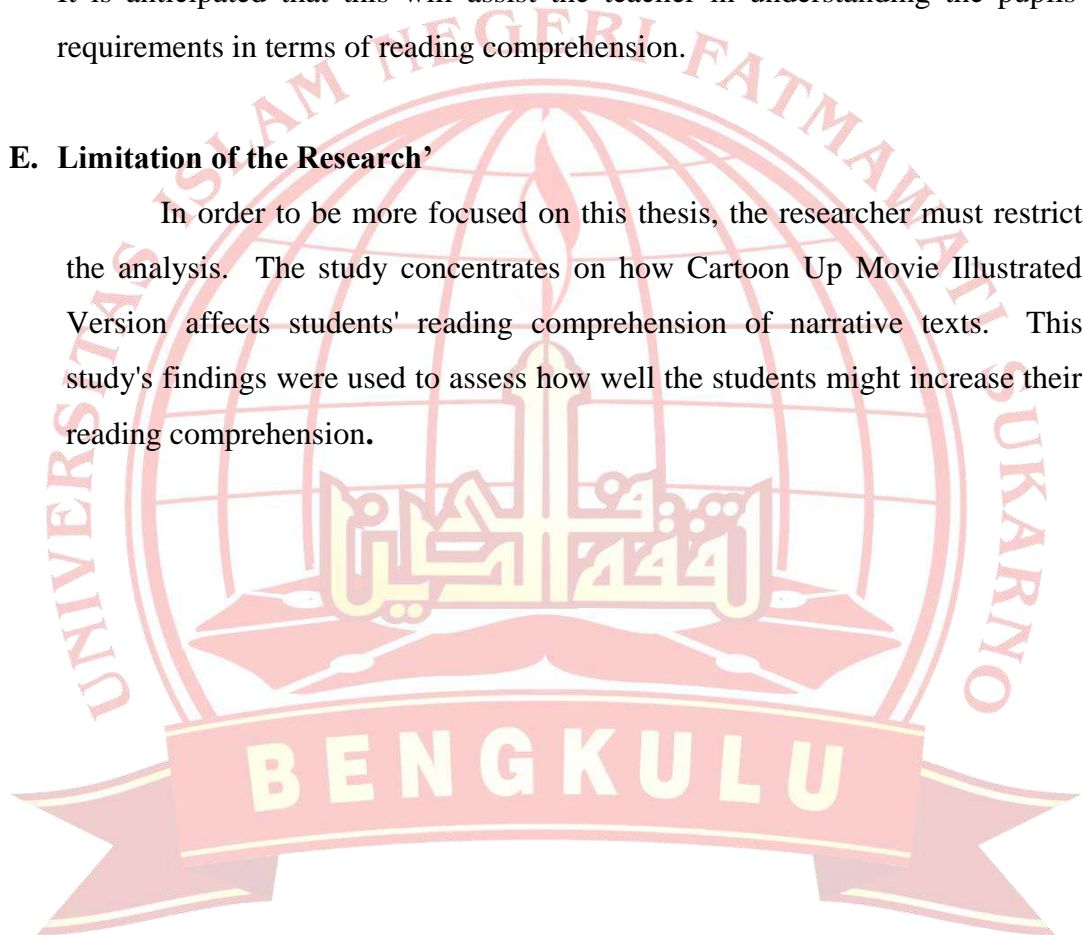 It is anticipated that this will assist the teacher in understanding the pupils'
requirements in terms of reading comprehension.
E. Limitation of the Research’
In order to be more focused on this thesis, the researcher must restrict
the analysis. The study concentrates on how Cartoon Up Movie Illustrated
Version affects students' reading comprehension of narrative texts. This
study's findings were used to assess how well the students might increase their
reading comprehension.
UNIVERSITAS ISLAM NEGERI FATMAWATI SUKARNO
BENGKULU